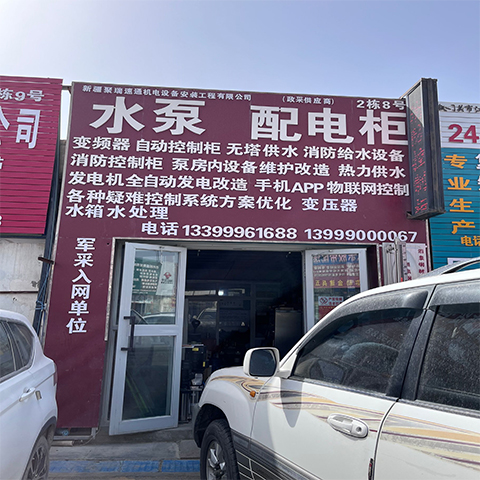 新疆聚瑞速通机电设备安装工程有限公司 (政采供应商) 2栋8号
水泵 配电柜
变频器 自动控制柜 无塔供水 消防给水设备
消防控制柜 泵房内设备维护改造 热力供水
发电机全自动发电改造 手机APP物联网控制
各种疑难控制系统方案优化 变压器
水箱水处理
电话 13399961688 13999000067
军采入网单位
栋9号
公司
24
专业生产
电话